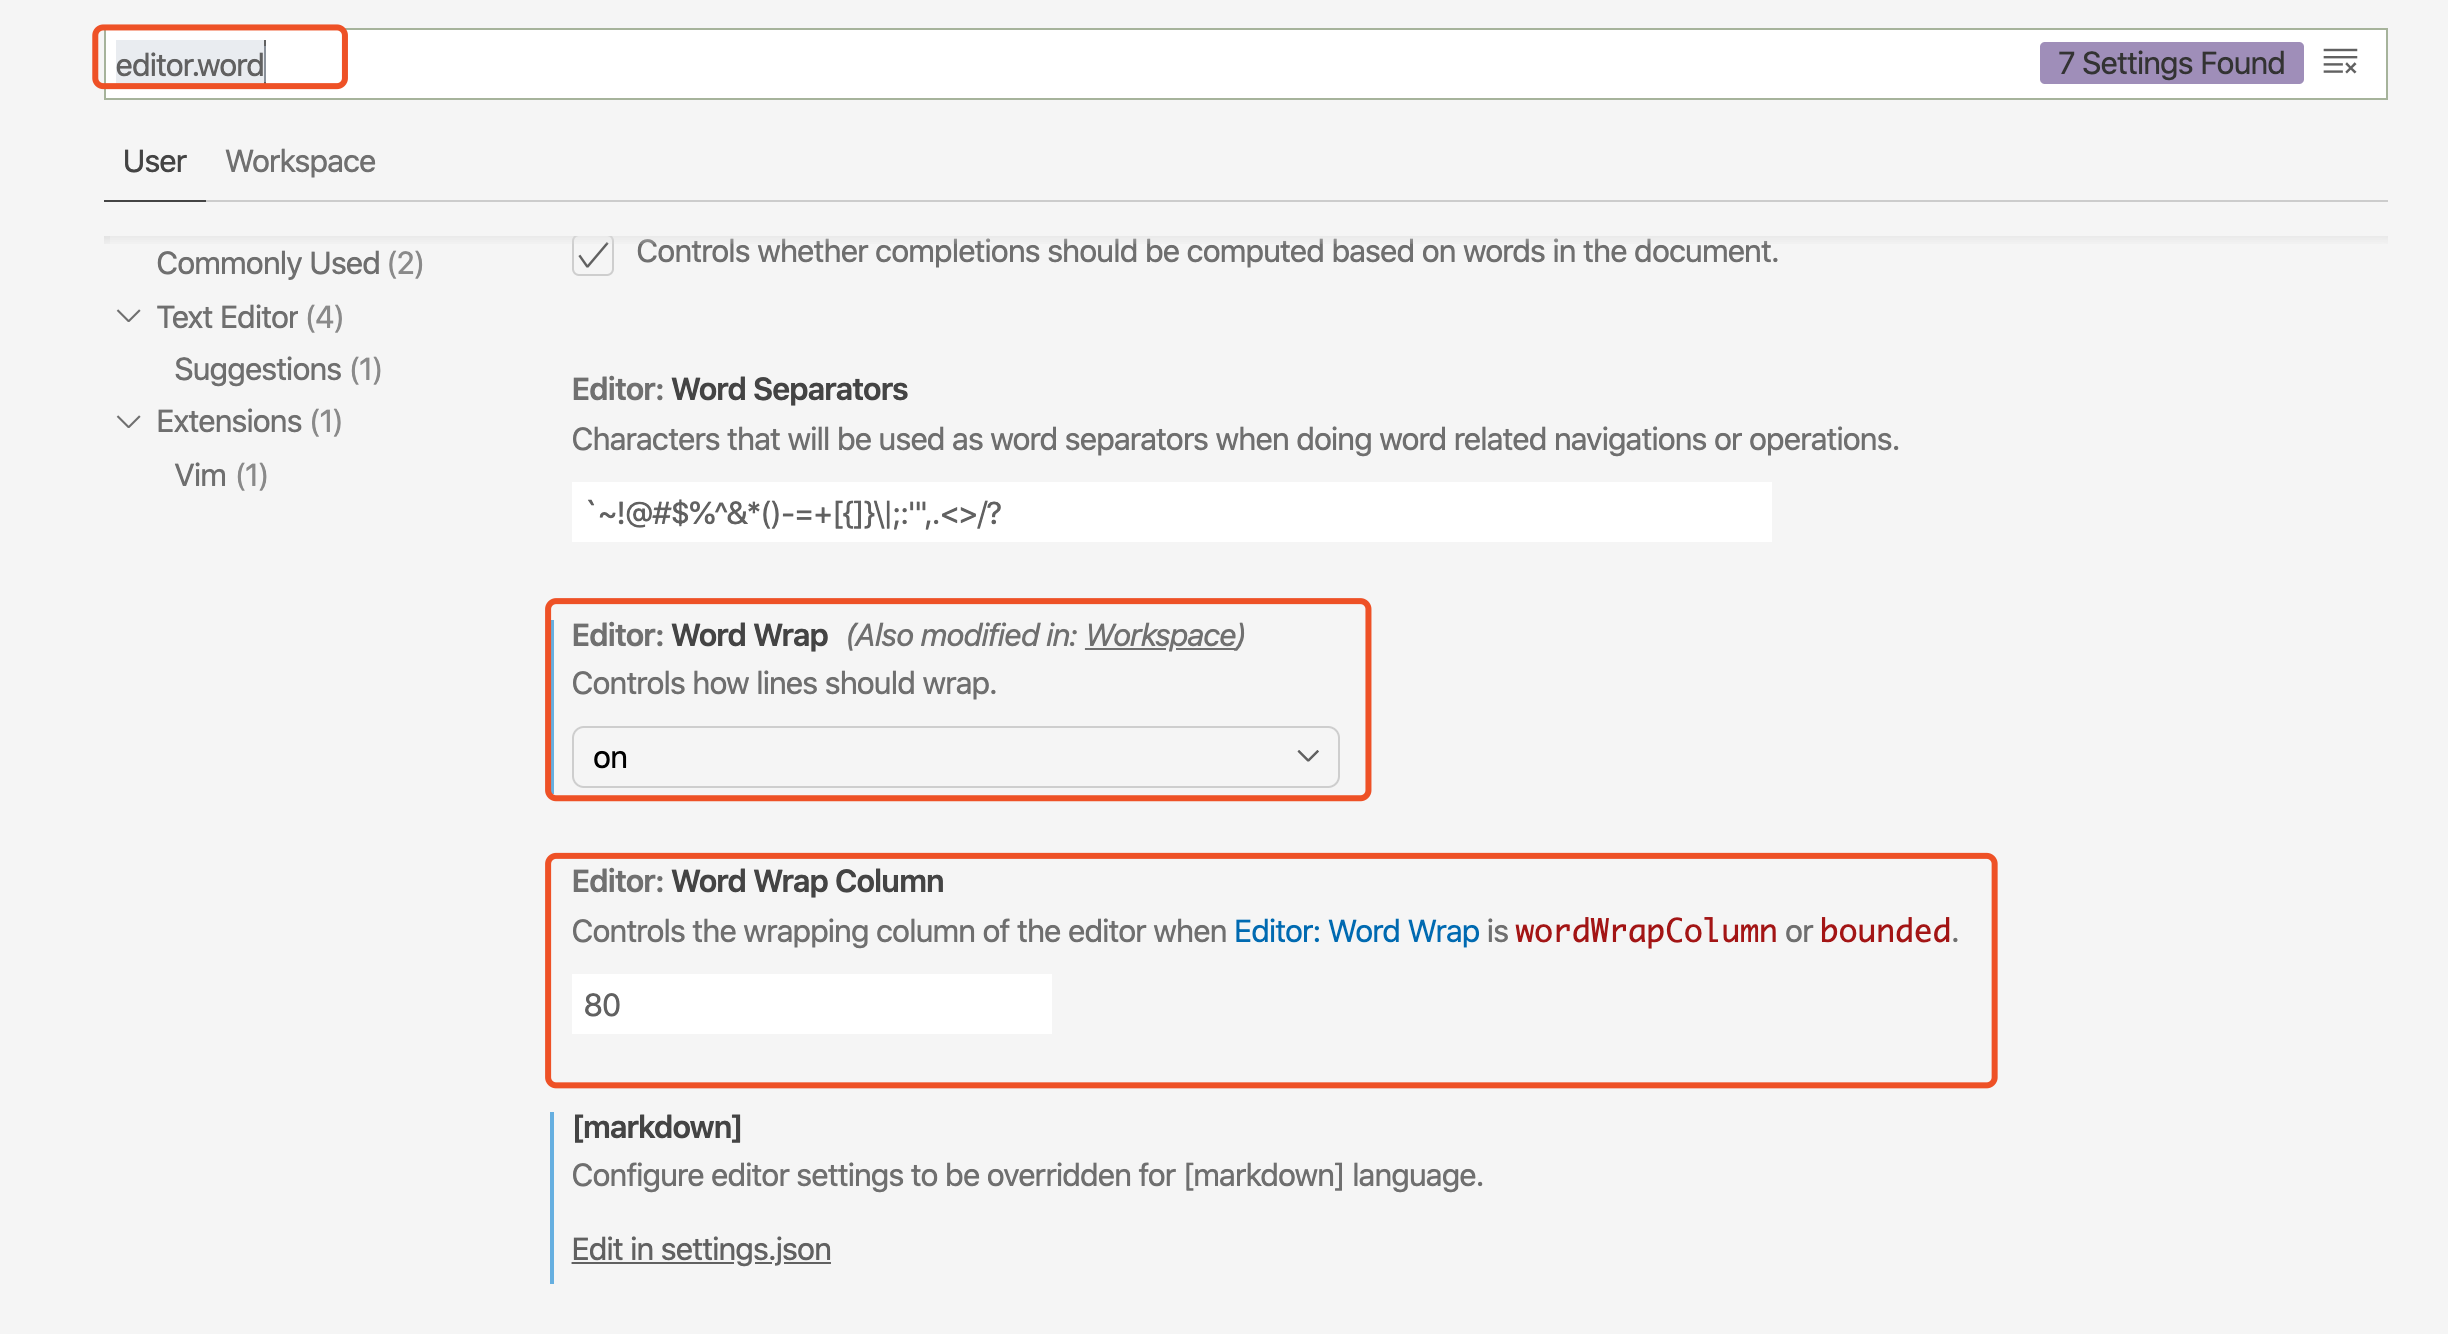 editor.word
7 Settings Found
User Workspace
Commonly Used (2)
Text Editor (4)
Suggestions (1)
Extensions (1)
Vim (1)
Controls whether completions should be computed based on words in the document.
Editor: Word Separators
Characters that will be used as word separators when doing word related navigations or operations.
`~!@#$%^&*()-=+[{]}\|;:'",.<>/?
Editor: Word Wrap (Also modified in: Workspace)
Controls how lines should wrap.
on
Editor: Word Wrap Column
Controls the wrapping column of the editor when Editor: Word Wrap is wordWrapColumn or bounded.
80
[markdown]
Configure editor settings to be overridden for [markdown] language.
Edit in settings.json